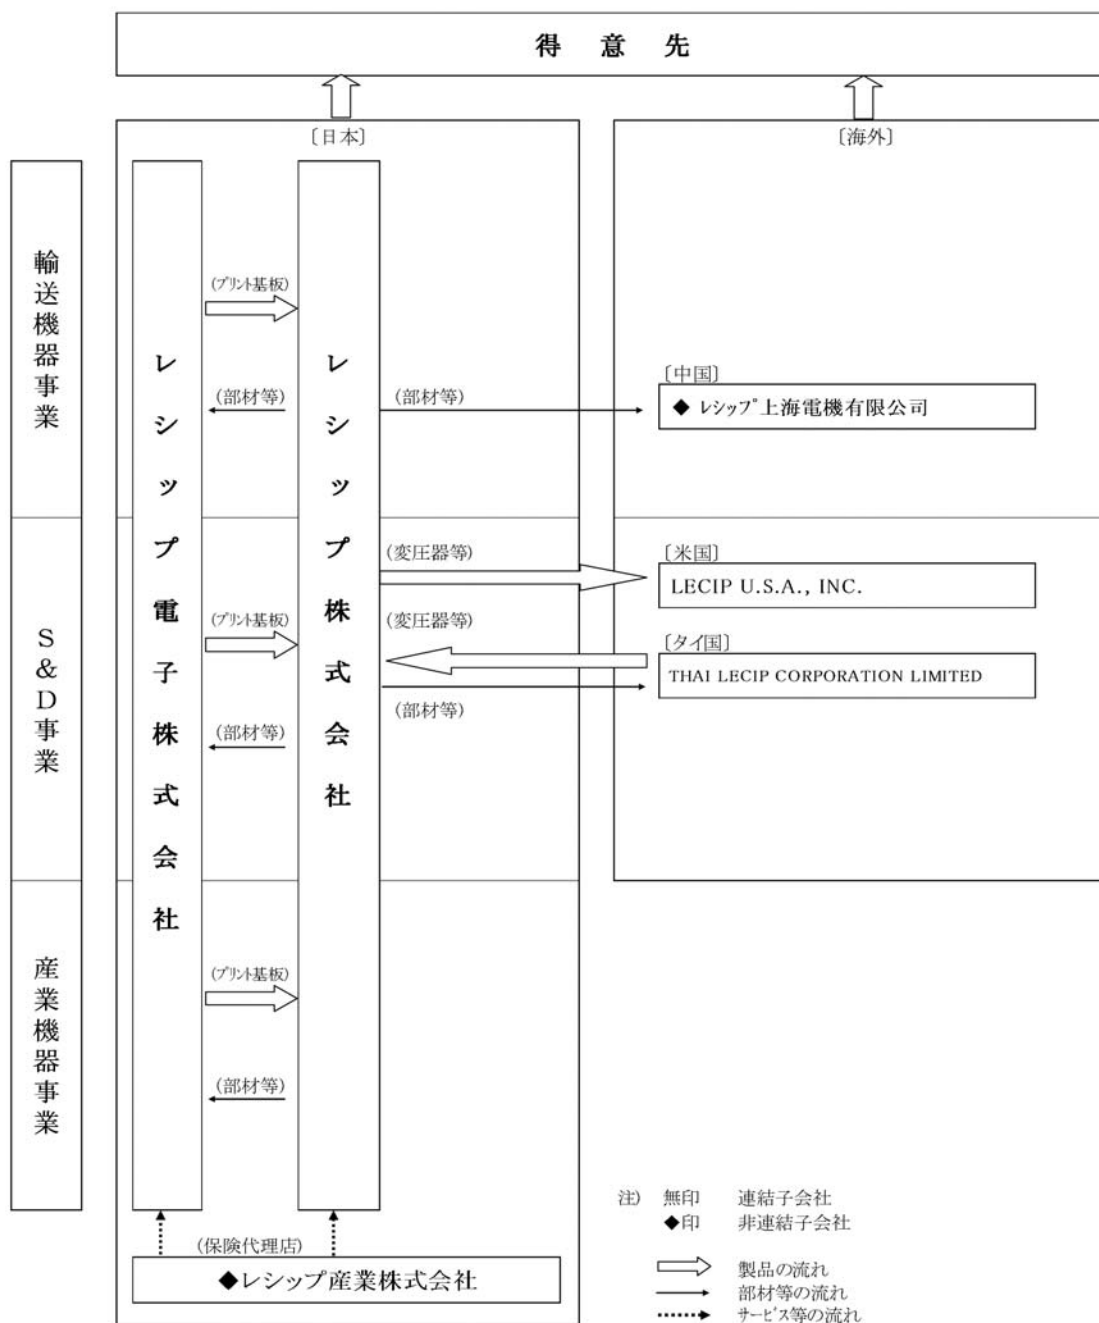 得意先
〔日本〕
〔海外〕
輸送機器事業
S&D事業
産業機器事業
レシップ電子株式会社
レシップ株式会社
(プリント基板)
(部材等)
(部材等)
〔中国〕
◆ レシップ上海電機有限公司
(変圧器等)
〔米国〕
LECIP U.S.A., INC.
(プリント基板)
(変圧器等)
〔タイ国〕
THAI LECIP CORPORATION LIMITED
(部材等)
(部材等)
(プリント基板)
(部材等)
(保険代理店)
◆レシップ産業株式会社
注) 無印 連結子会社
◆印 非連結子会社
製品の流れ
部材等の流れ
サービス等の流れ